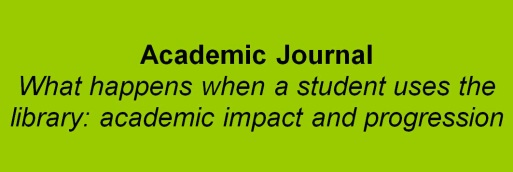 Academic Journal
What happens when a student uses the
library: academic impact and progression